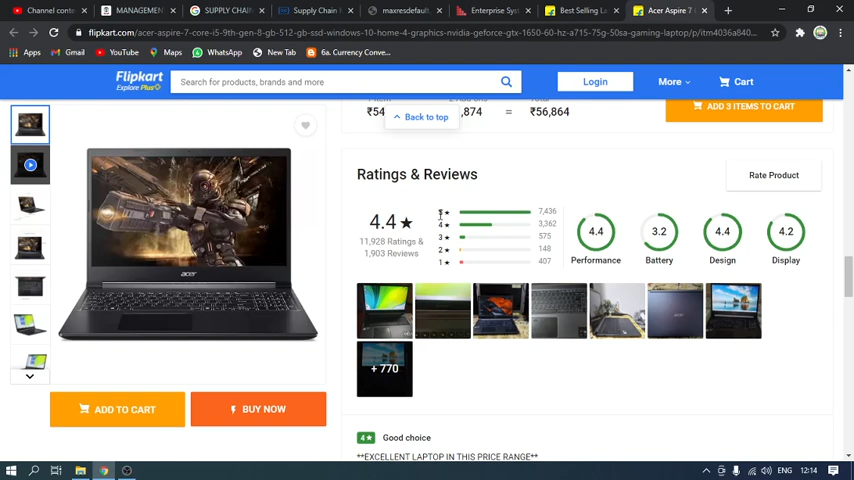 Channel conten
MANAGEMEN
SUPPLY CHAIN
Supply Chain M
maxresdefault.
Enterprise Syst
Best Selling La
Acer Aspire 7 C
flipkart.com/acer-aspire-7-core-i5-9th-gen-8-gb-512-gb-ssd-windows-10-home-4-graphics-nvidia-geforce-gtx-1650-60-hz-a715-75g-50sa-gaming-laptop/p/itm4036a840...
Apps
Gmail
YouTube
Maps
WhatsApp
New Tab
6a. Currency Conve...
Flipkart
Explore Plus
Search for products, brands and more
Login
More
Cart
Total
₹54
,874
=
₹56,864
ADD 3 ITEMS TO CART
Back to top
Ratings & Reviews
Rate Product
4.4★
11,928 Ratings &
1,903 Reviews
★ 7,436
4★ 3,362
3★ 575
2★ 148
1★ 407
4.4 3.2 4.4 4.2
Performance Battery Design Display
acer
+ 770
ADD TO CART
BUY NOW
4★ Good choice
**EXCELLENT LAPTOP IN THIS PRICE RANGE**
ENG 12:14